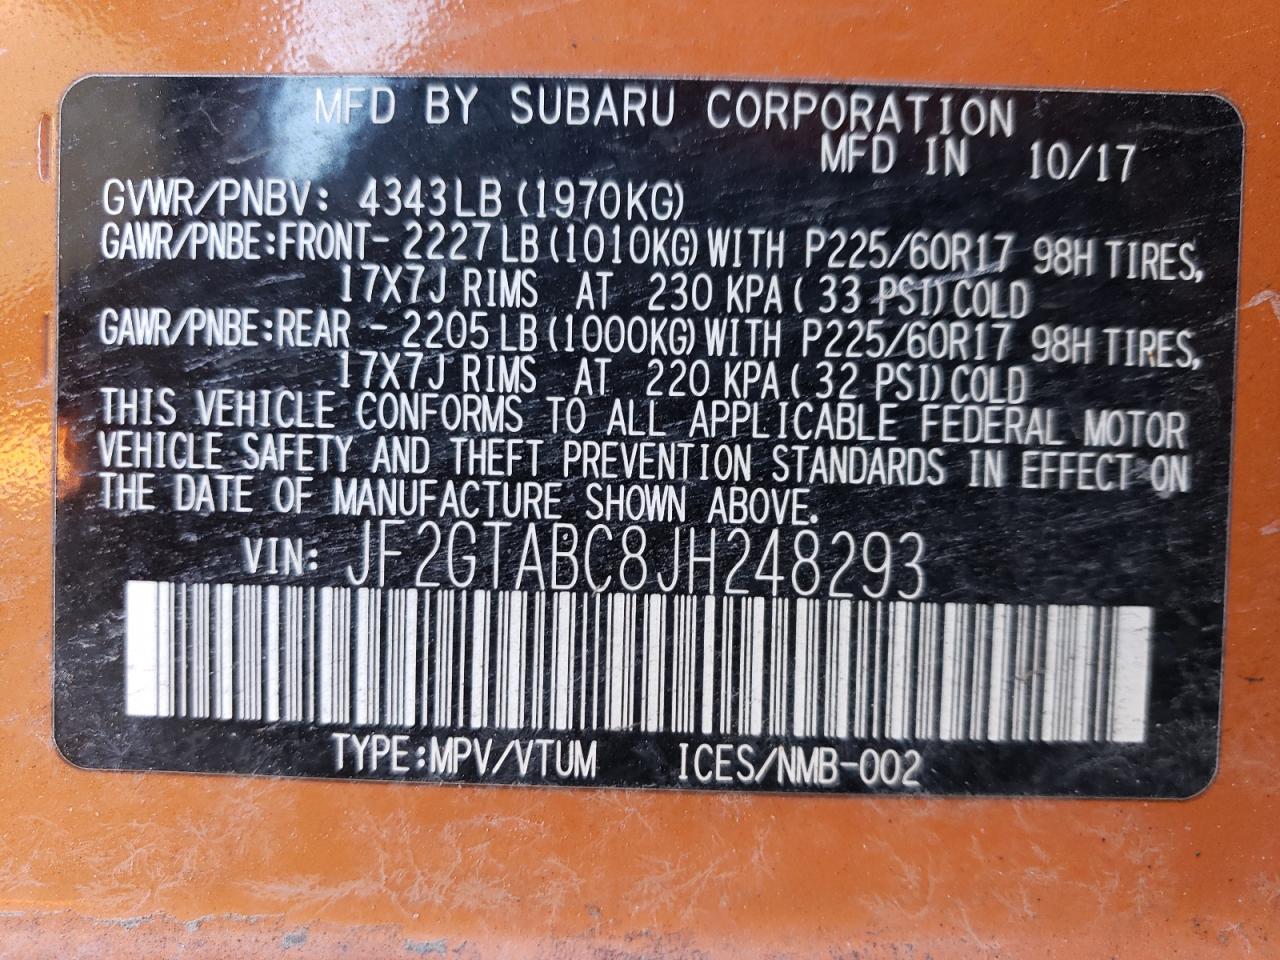 MFD BY SUBARU CORPORATION
MFD IN 10/17
GVWR/PNBV: 4343LB (1970KG)
GAWR/PNBE:FRONT- 2227LB (1010KG) WITH P225/60R17 98H TIRES,
17X7J RIMS AT 230 KPA ( 33 PSI) COLD
GAWR/PNBE:REAR - 2205LB (1000KG) WITH P225/60R17 98H TIRES,
17X7J RIMS AT 220 KPA ( 32 PSI) COLD
THIS VEHICLE CONFORMS TO ALL APPLICABLE FEDERAL MOTOR
VEHICLE SAFETY AND THEFT PREVENTION STANDARDS IN EFFECT ON
THE DATE OF MANUFACTURE SHOWN ABOVE.
VIN: JF2GTABC8JH248293
TYPE:MPV/VTUM ICES/NMB-002